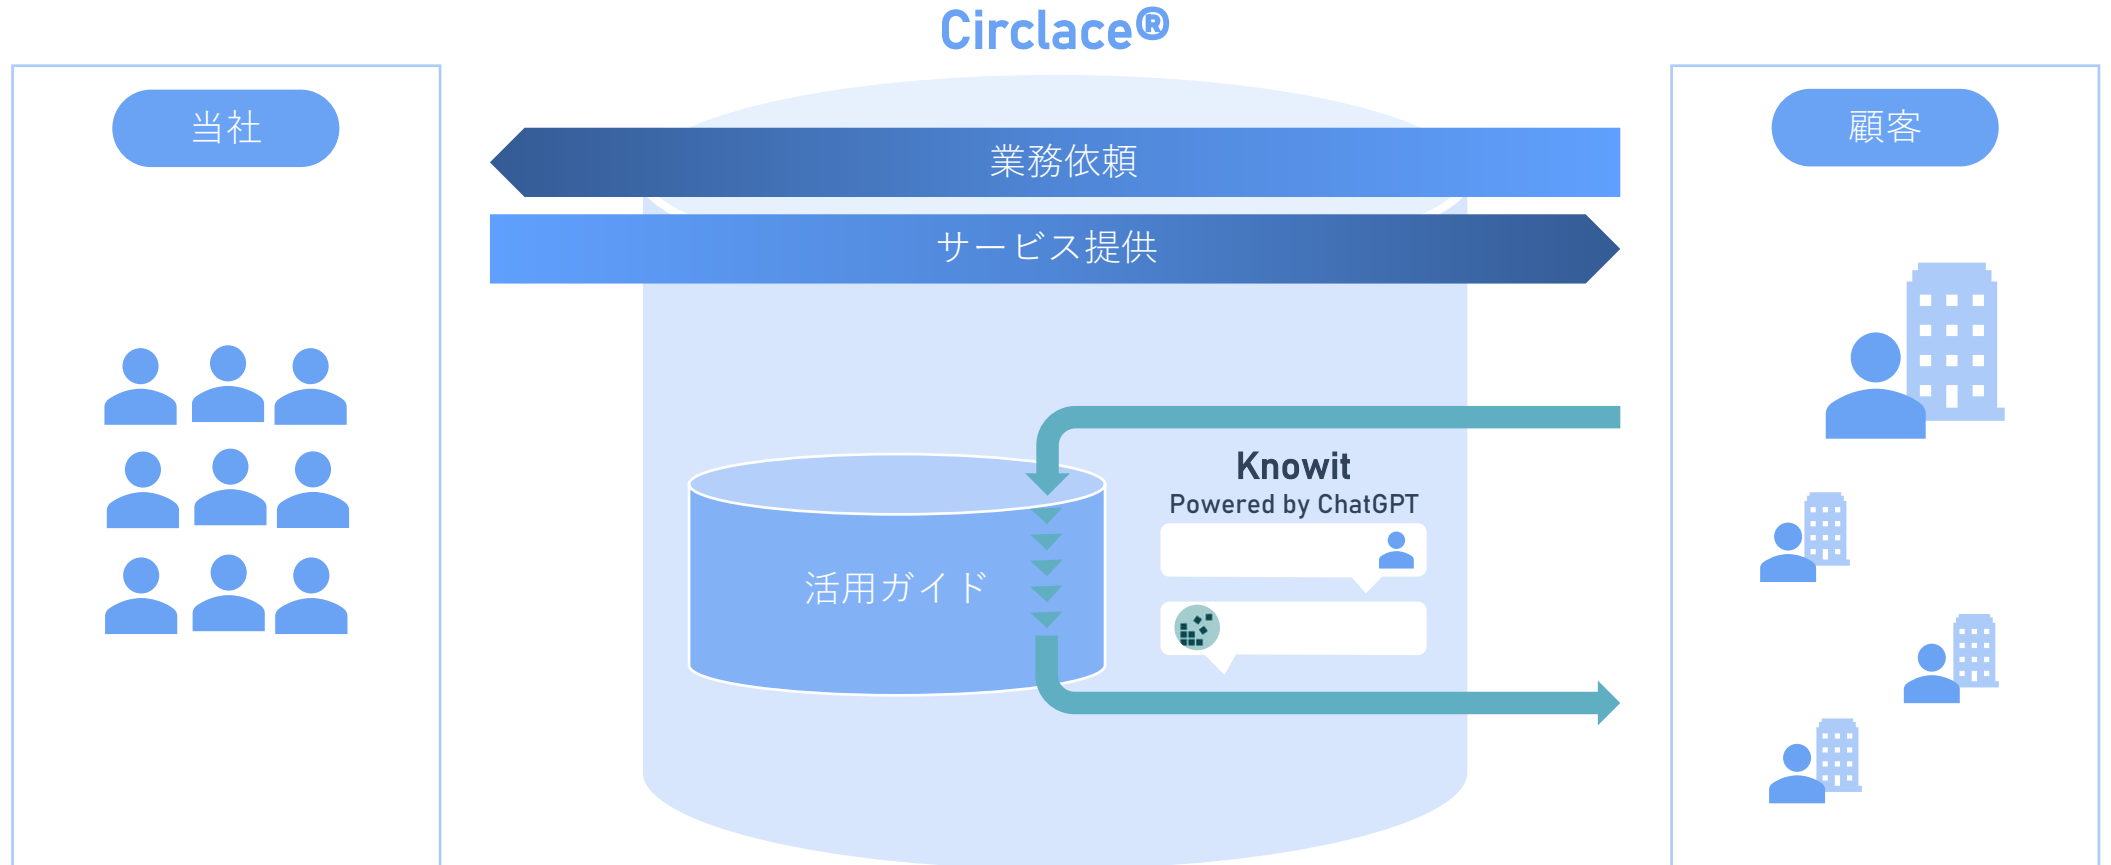 Circlace®
当社
顧客
業務依頼
サービス提供
Knowit
Powered by ChatGPT
活用ガイド